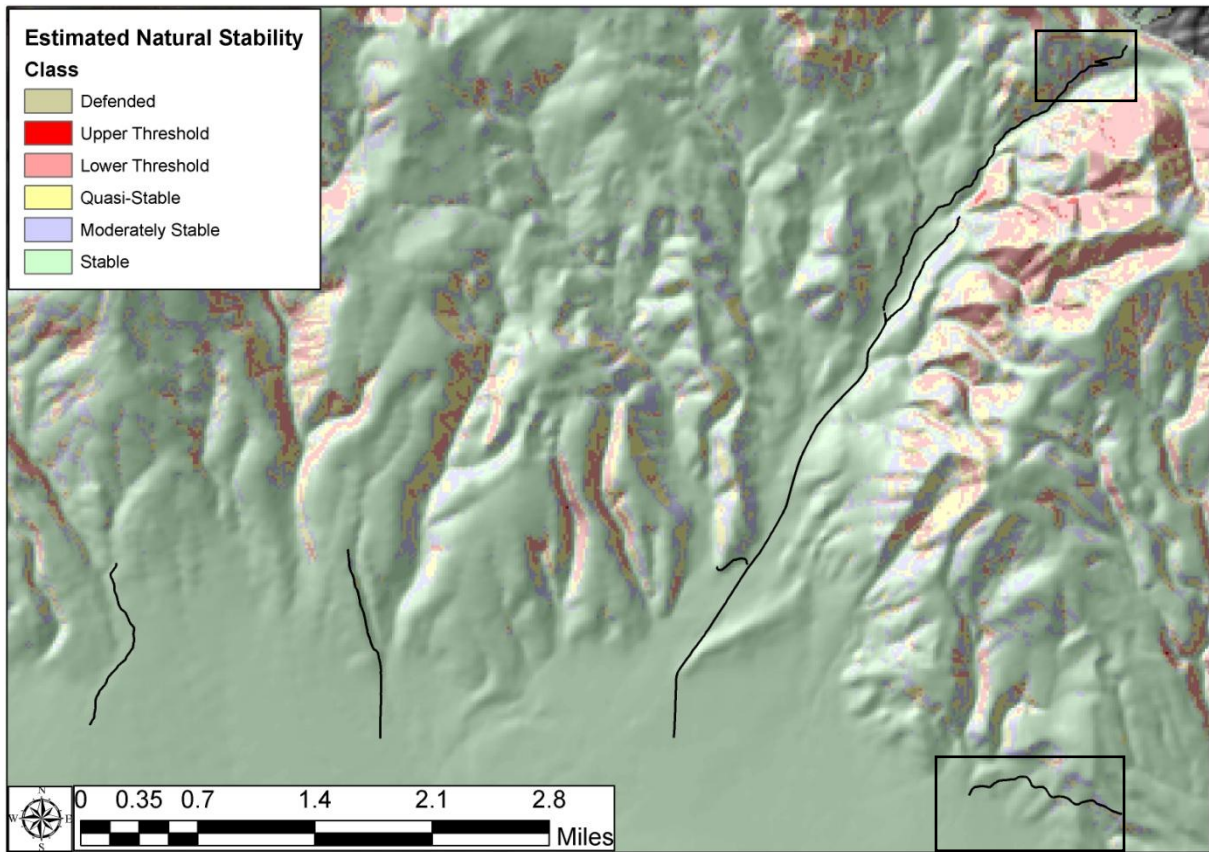 Estimated Natural Stability
Class
Defended
Upper Threshold
Lower Threshold
Quasi-Stable
Moderately Stable
Stable
N
W E
S
0 0.35 0.7 1.4 2.1 2.8
Miles